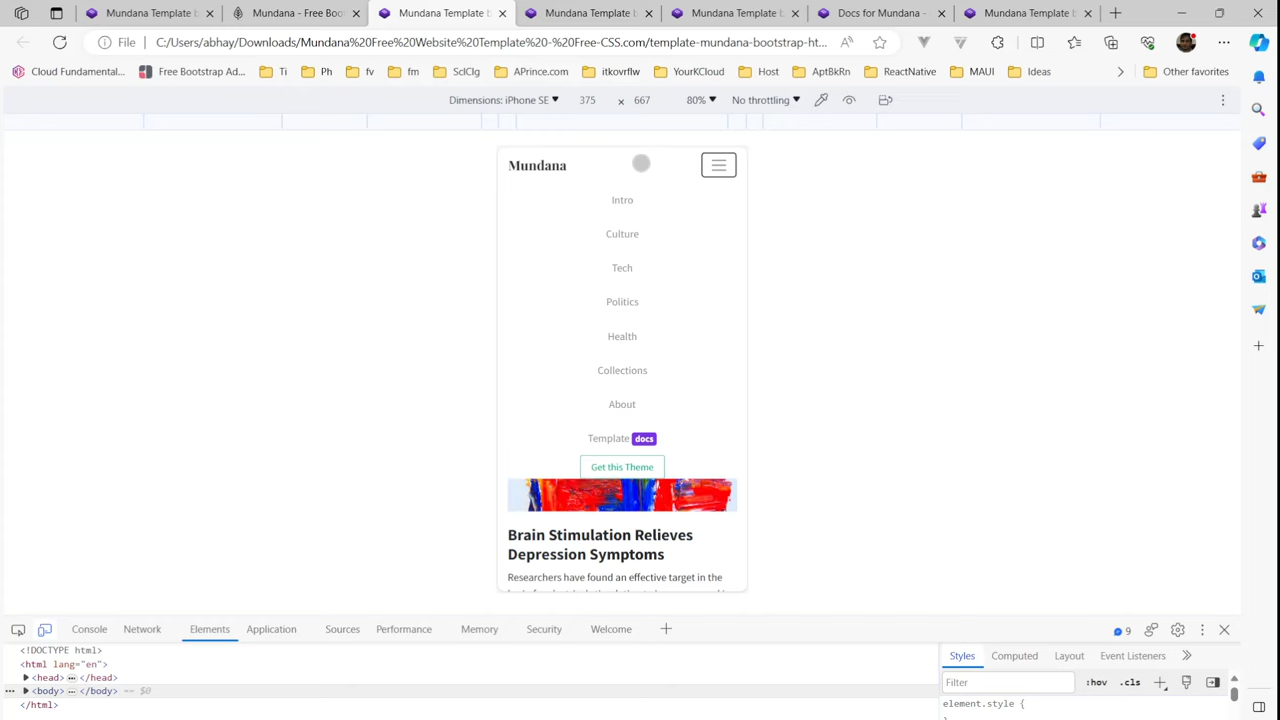 Mundana Template b
Mundana - Free Boots
Mundana Template b
Mundana Template b
Mundana Template b
Docs for Mundana -
Mundana Template b
File
C:/Users/abhay/Downloads/Mundana%20Free%20Website%20Template%20-%20Free-CSS.com/template-mundana-bootstrap-ht...
Cloud Fundamental...
Free Bootstrap Ad...
Ti
Ph
fv
fm
SclClg
APrince.com
itkovrflw
YourKCloud
Host
AptBkRn
ReactNative
MAUI
Ideas
Other favorites
Dimensions: iPhone SE
375
x
667
80%
No throttling
Mundana
Intro
Culture
Tech
Politics
Health
Collections
About
Template docs
Get this Theme
Brain Stimulation Relieves
Depression Symptoms
Researchers have found an effective target in the
Console
Network
Elements
Application
Sources
Performance
Memory
Security
Welcome
9
<!DOCTYPE html>
<html lang="en">
<head> ... </head>
<body> ... </body> == $0
</html>
Styles
Computed
Layout
Event Listeners
Filter
:hov
.cls
element.style {